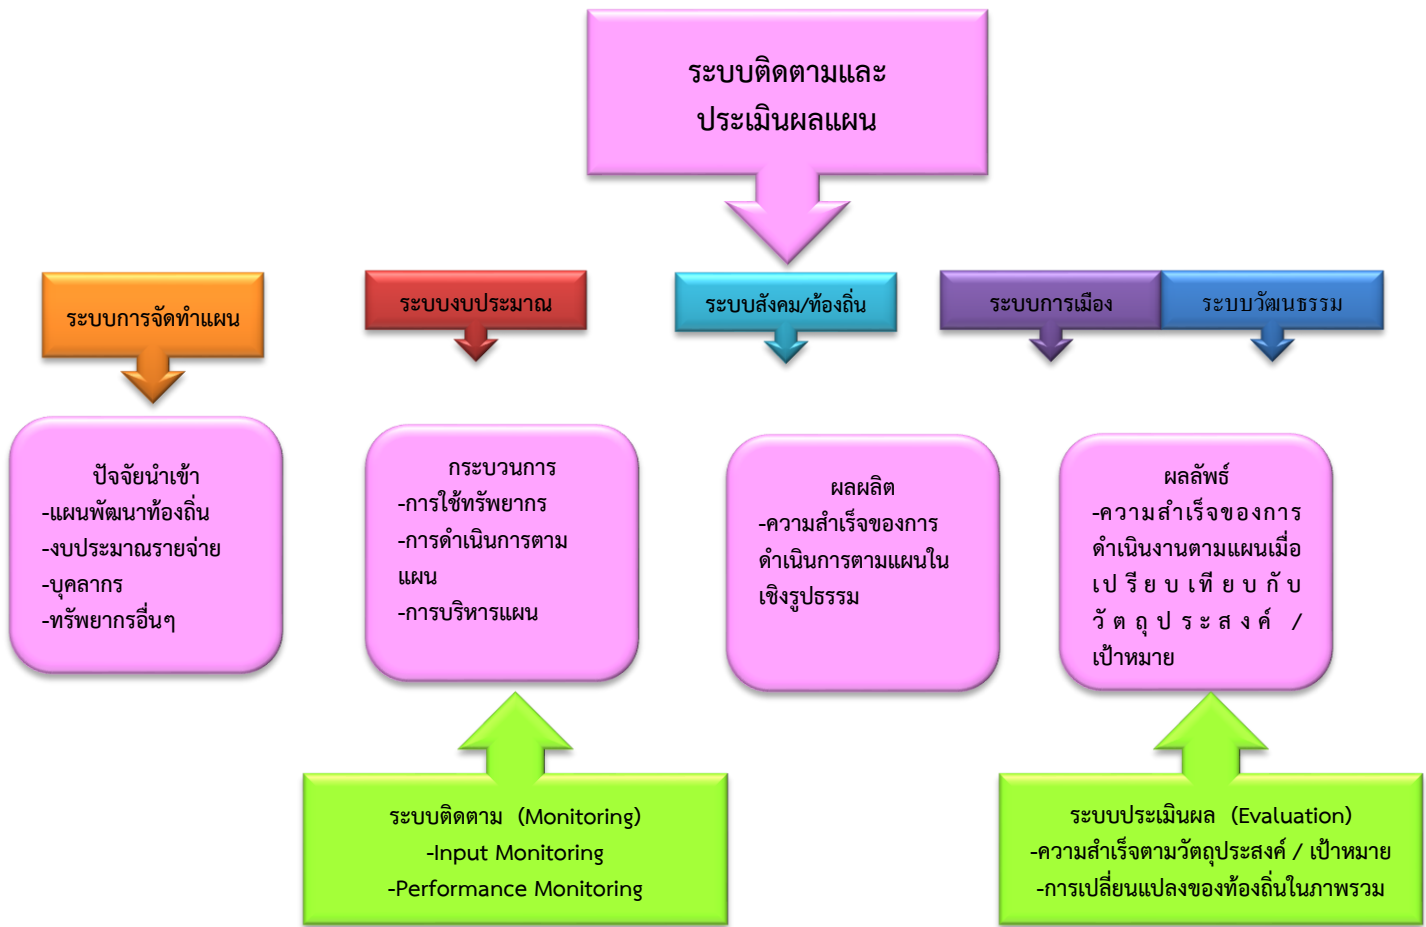 ระบบติดตามและ
ประเมินผลแผน
ระบบการจัดทำแผน
ระบบงบประมาณ
ระบบสังคม/ท้องถิ่น
ระบบการเมือง
ระบบวัฒนธรรม
ปัจจัยนำเข้า
-แผนพัฒนาท้องถิ่น
-งบประมาณรายจ่าย
-บุคลากร
-ทรัพยากรอื่นๆ
กระบวนการ
-การใช้ทรัพยากร
-การดำเนินการตาม
แผน
-การบริหารแผน
ผลผลิต
-ความสำเร็จของการ
ดำเนินการตามแผนใน
เชิงรูปธรรม
ผลลัพธ์
-ความสำเร็จของการ
ดำเนินงานตามแผนเมื่อ
เปรียบเทียบกับ
วัตถุประสงค์ /
เป้าหมาย
ระบบติดตาม (Monitoring)
-Input Monitoring
-Performance Monitoring
ระบบประเมินผล (Evaluation)
-ความสำเร็จตามวัตถุประสงค์ / เป้าหมาย
-การเปลี่ยนแปลงของท้องถิ่นในภาพรวม